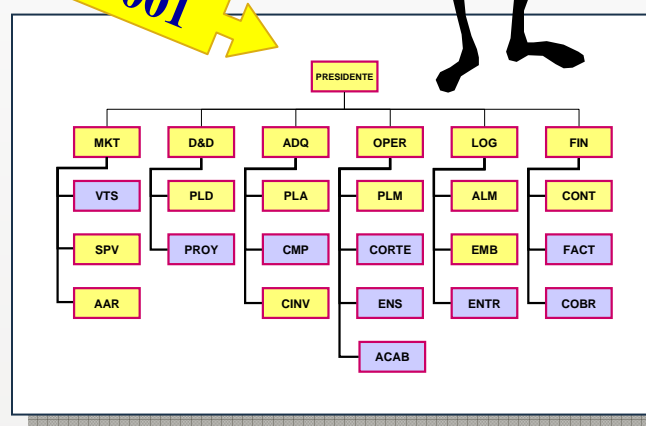 001
PRESIDENTE
MKT D&D ADQ OPER LOG FIN
VTS PLD PLA PLM ALM CONT
SPV PROY CMP CORTE EMB FACT
AAR CINV ENS ENTR COBR
ACAB